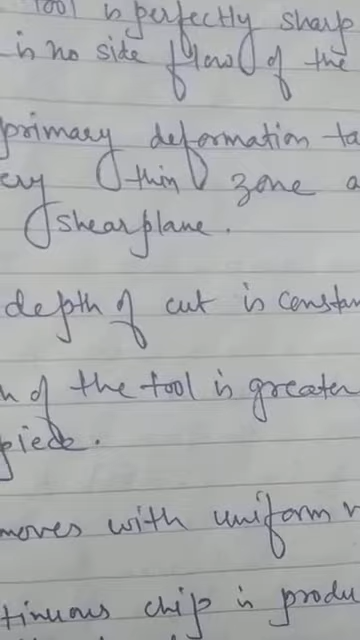 Tool is perfectly sharp
is no side flow of the
primary deformation ta
ery thin zone a
shear plane.
depth of cut is constan
h of the tool is greater
piece.
moves with uniform v
tinuous chip is produ